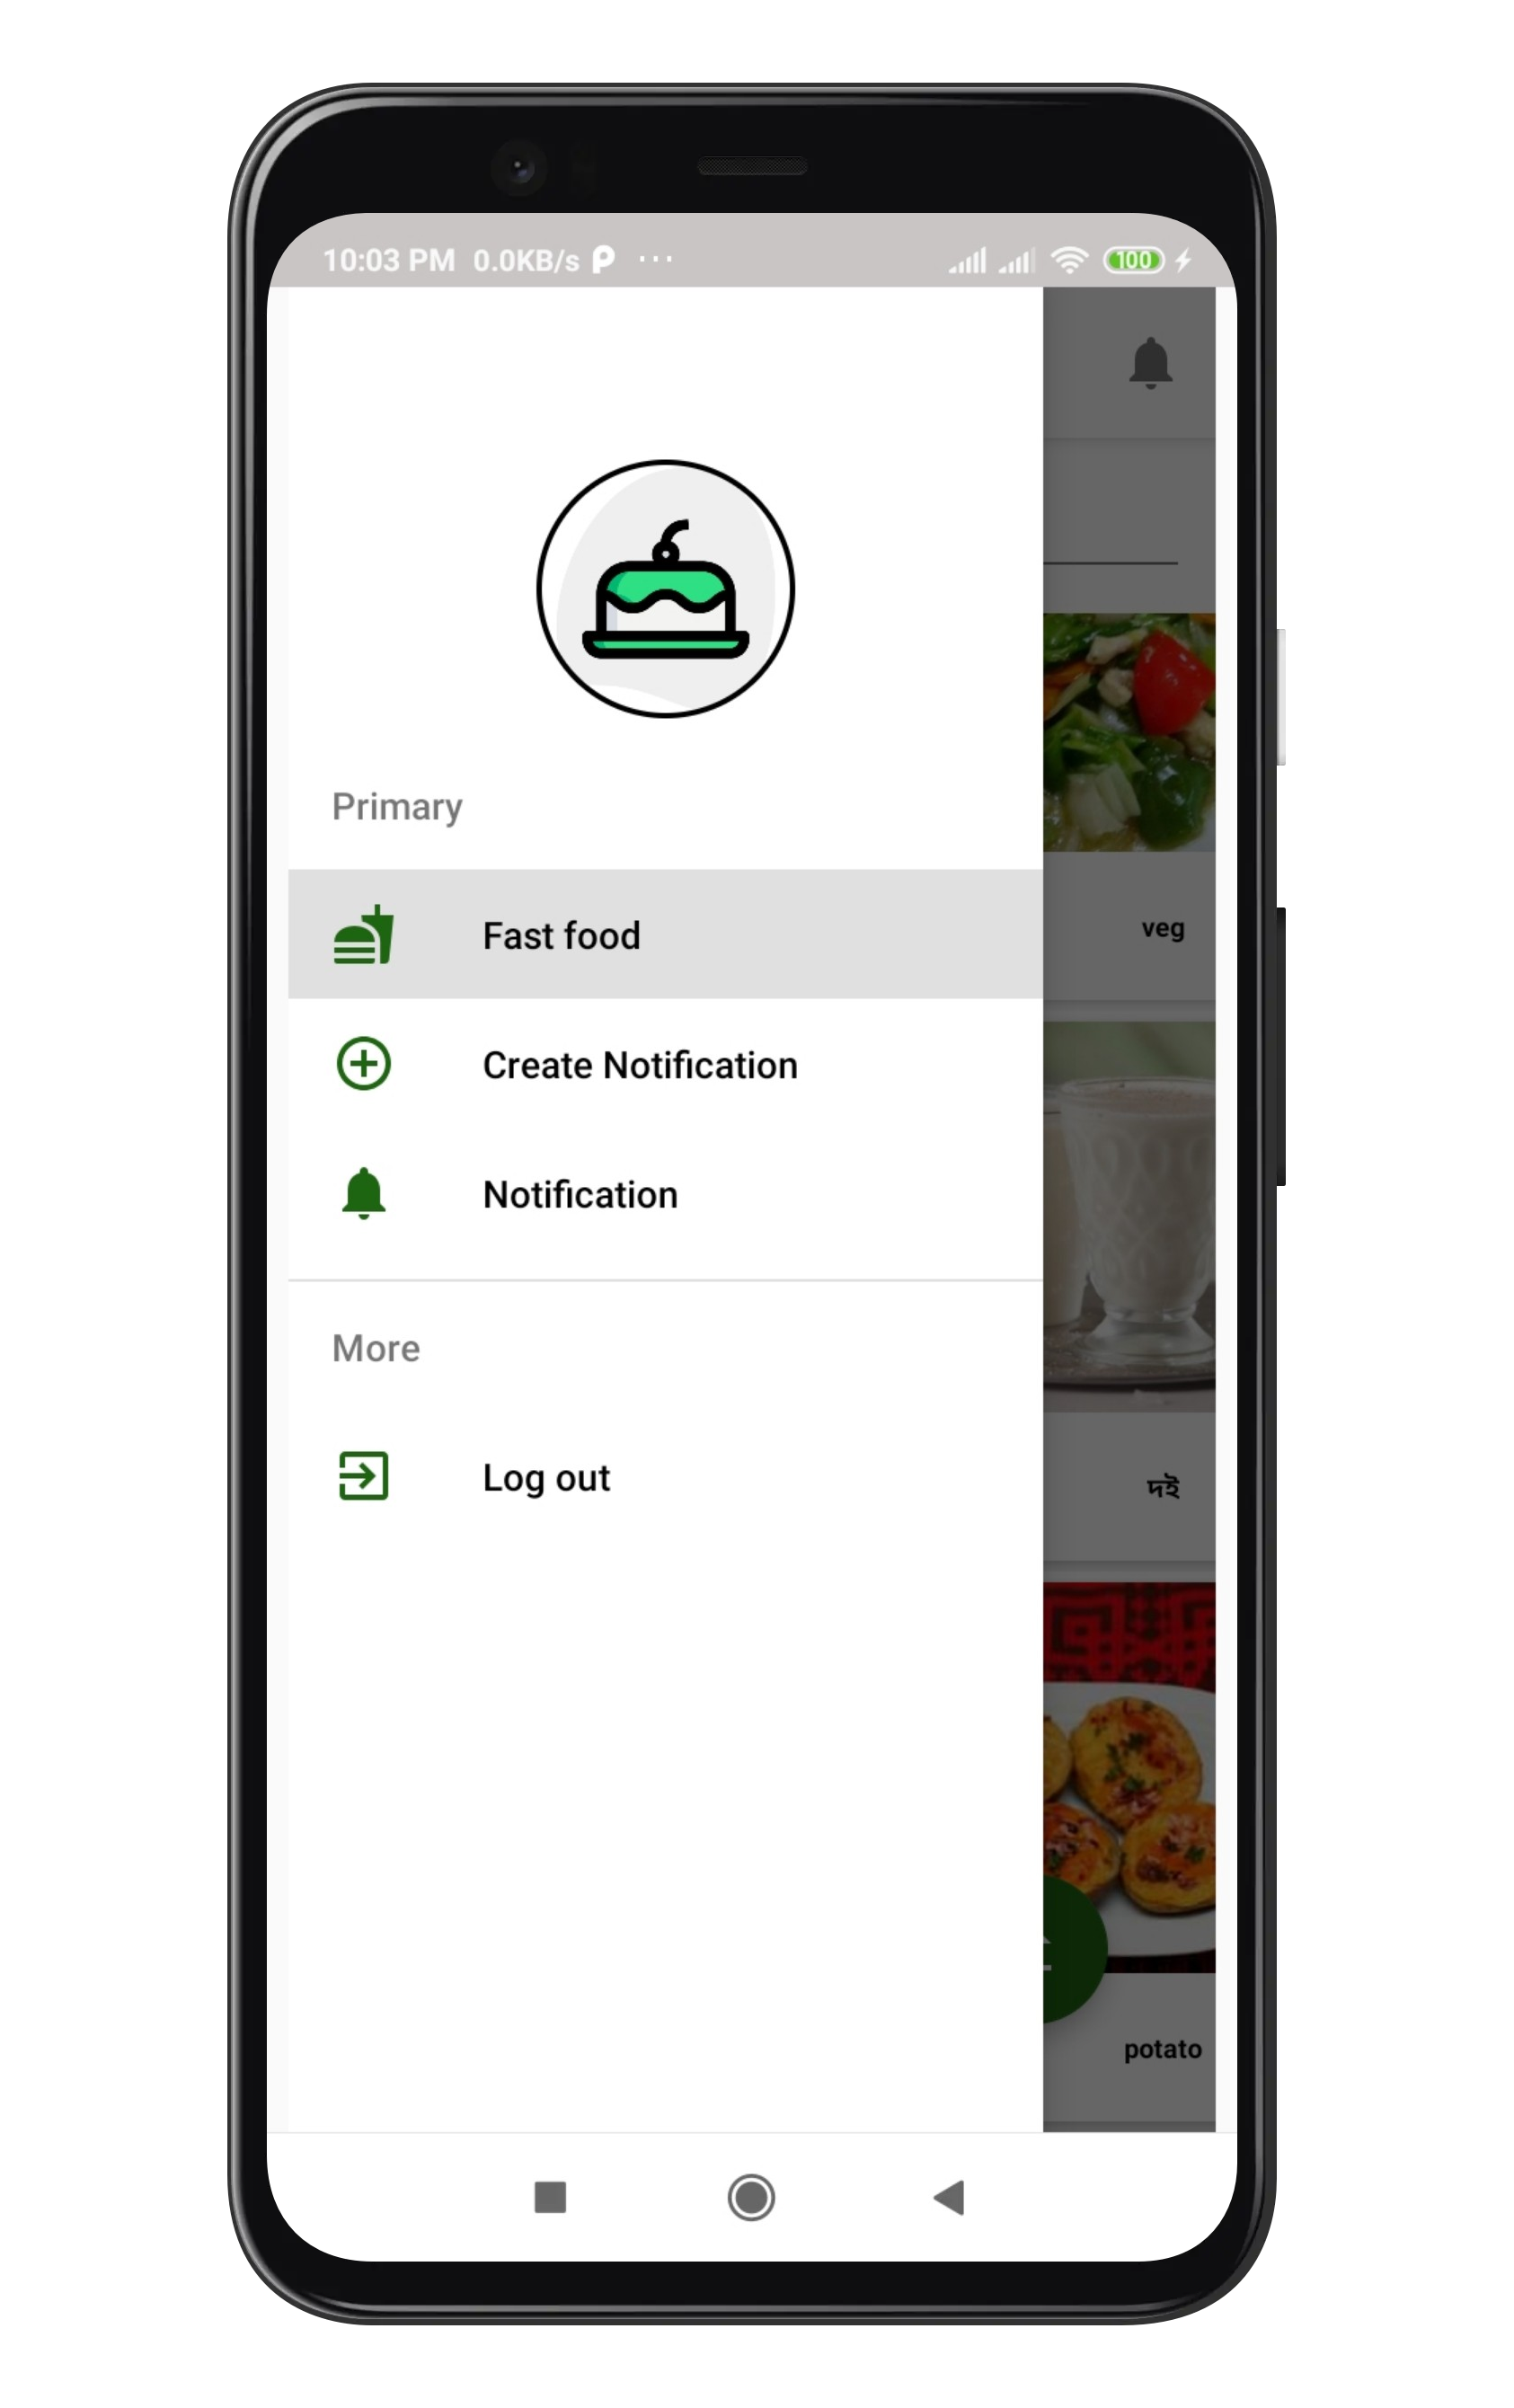 10:03 PM 0.0KB/s ... 100
Primary
Fast food
veg
Create Notification
Notification
More
Log out
দই
potato